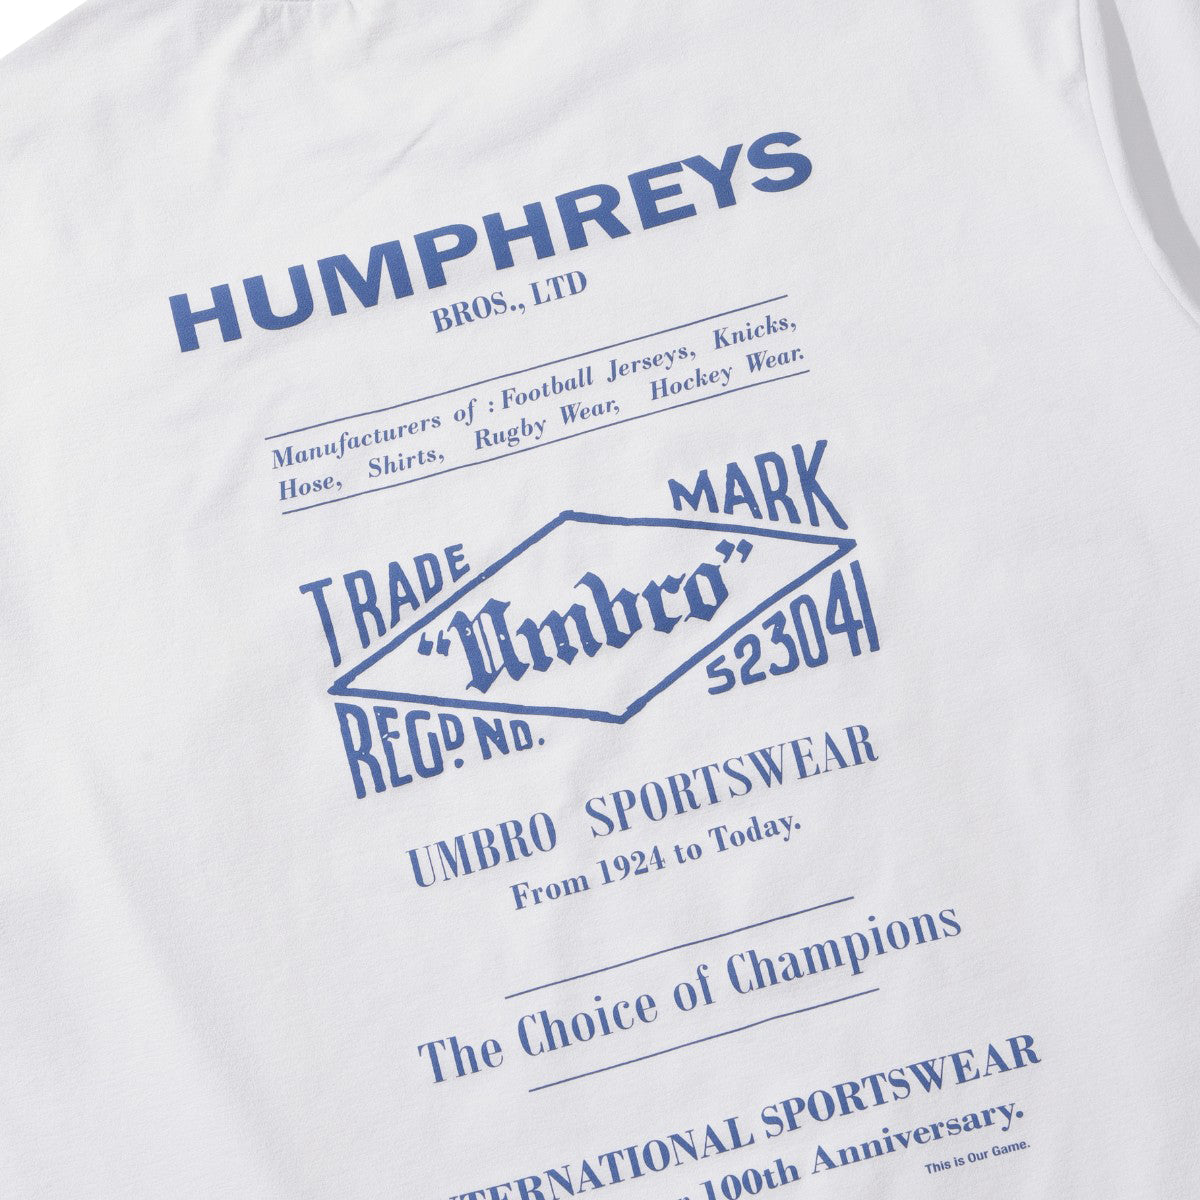 HUMPHREYS
BROS., LTD
Manufacturers of : Football Jerseys, Knicks,
Hose, Shirts, Rugby Wear, Hockey Wear.
TRADE MARK
“Umbro”
REGD. NO. 523041
UMBRO SPORTSWEAR
From 1924 to Today.
The Choice of Champions
SPORTSWEAR
100th Anniversary.
This is Our Game.